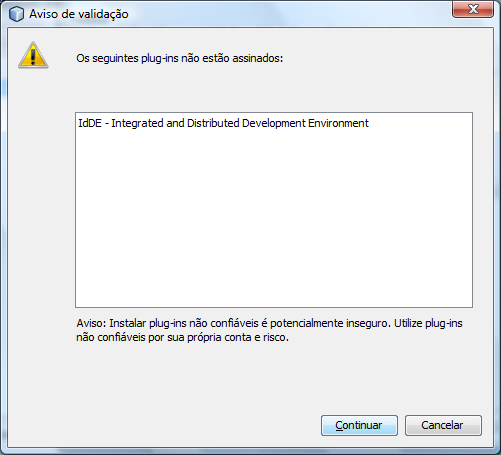 Aviso de validação
Os seguintes plug-ins não estão assinados:
IdDE - Integrated and Distributed Development Environment
Aviso: Instalar plug-ins não confiáveis é potencialmente inseguro. Utilize plug-ins
não confiáveis por sua própria conta e risco.
Continuar
Cancelar